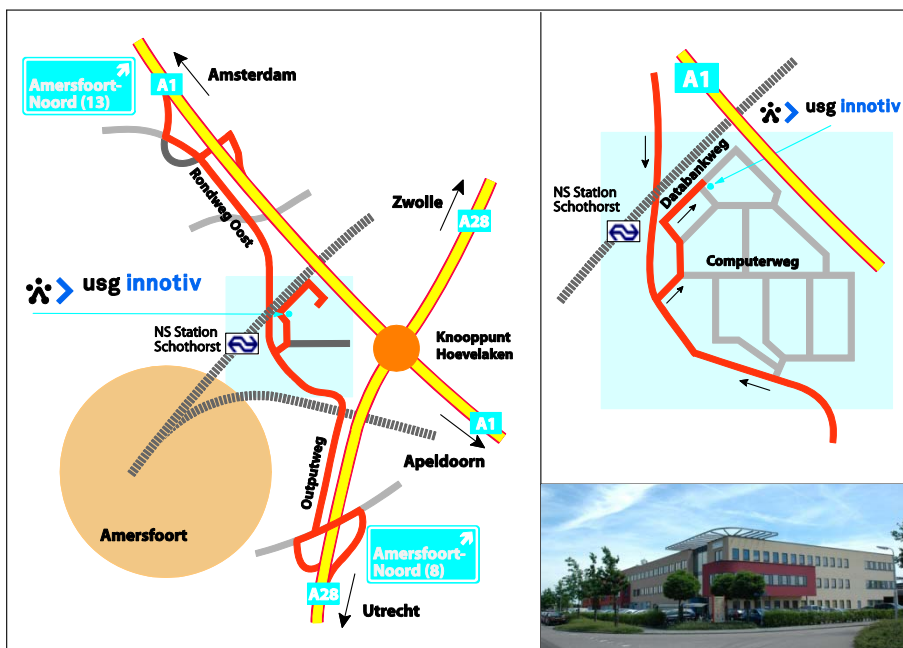 Amersfoort-
Noord (13)
A1
Amsterdam
Rondweg Oost
Zwolle
A28
usg innotiv
NS Station
Schothorst
Knooppunt
Hoevelaken
A1
Apeldoorn
Outputweg
Amersfoort
Amersfoort-
Noord (8)
A28
Utrecht
A1
usg innotiv
Databankweg
NS Station
Schothorst
Computerweg